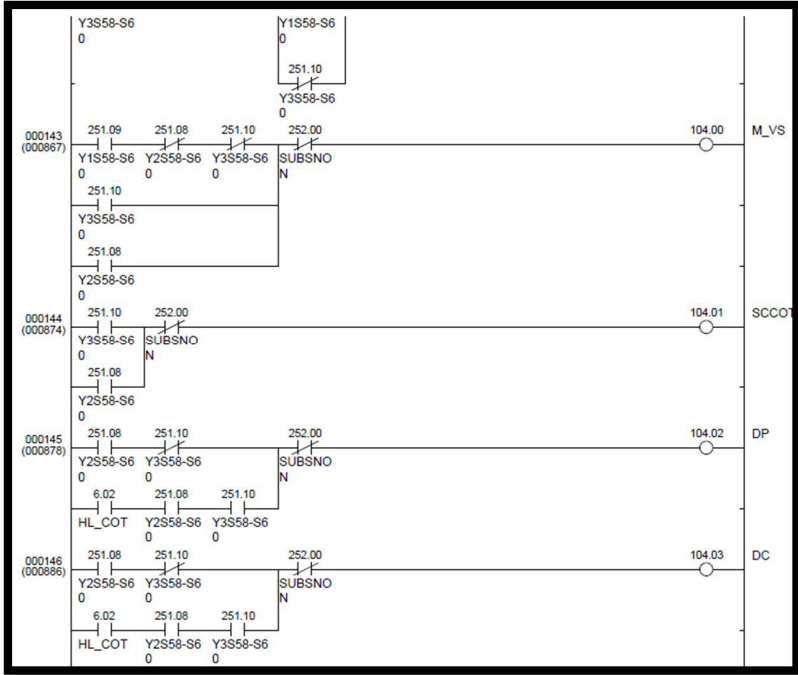 Y3S58-S6
0
Y1S58-S6
0
251.10
Y3S58-S6
0
000143
(000867)
251.09 251.08 251.10 252.00 104.00 M_VS
Y1S58-S6 Y2S58-S6 Y3S58-S6 SUBSNO
0 0 0 N
251.10
Y3S58-S6
0
251.08
Y2S58-S6
0
000144
(000874)
251.10 252.00 104.01 SCCOT
Y3S58-S6 SUBSNO
0 N
251.08
Y2S58-S6
0
000145
(000878)
251.08 251.10 252.00 104.02 DP
Y2S58-S6 Y3S58-S6 SUBSNO
0 0 N
6.02 251.08 251.10
HL_COT Y2S58-S6 Y3S58-S6
0 0
000146
(000886)
251.08 251.10 252.00 104.03 DC
Y2S58-S6 Y3S58-S6 SUBSNO
0 0 N
6.02 251.08 251.10
HL_COT Y2S58-S6 Y3S58-S6
0 0